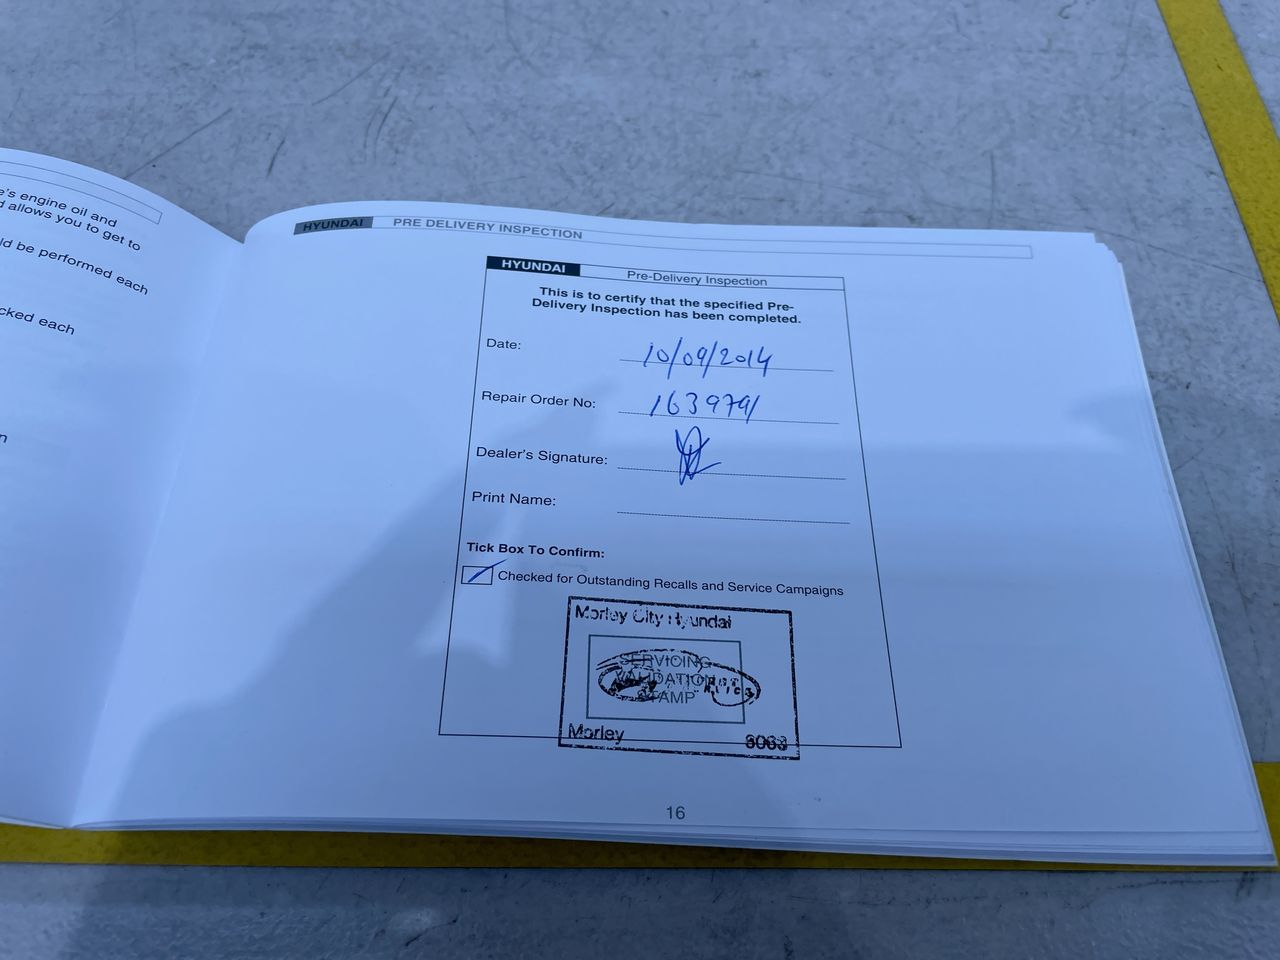 e's engine oil and
d allows you to get to
ld be performed each
cked each
n
HYUNDAI PRE DELIVERY INSPECTION
HYUNDAI Pre-Delivery Inspection
This is to certify that the specified Pre-
Delivery Inspection has been completed.
Date: 10/09/2014
Repair Order No: 1639791
Dealer's Signature:
Print Name:
Tick Box To Confirm:
Checked for Outstanding Recalls and Service Campaigns
Morley City Hyundai
SERVICING
VALIDATION
STAMP
Morley
16